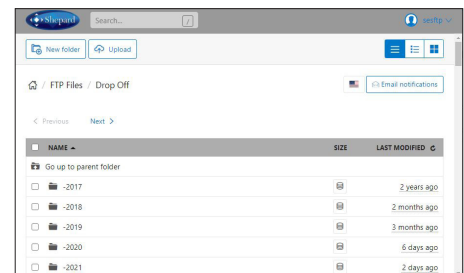 Shepard Search... / sesftp
New folder Upload
/ FTP Files / Drop Off Email notifications
< Previous Next >
NAME SIZE LAST MODIFIED
Go up to parent folder
-2017 2 years ago
-2018 2 months ago
-2019 3 months ago
-2020 6 days ago
-2021 2 days ago